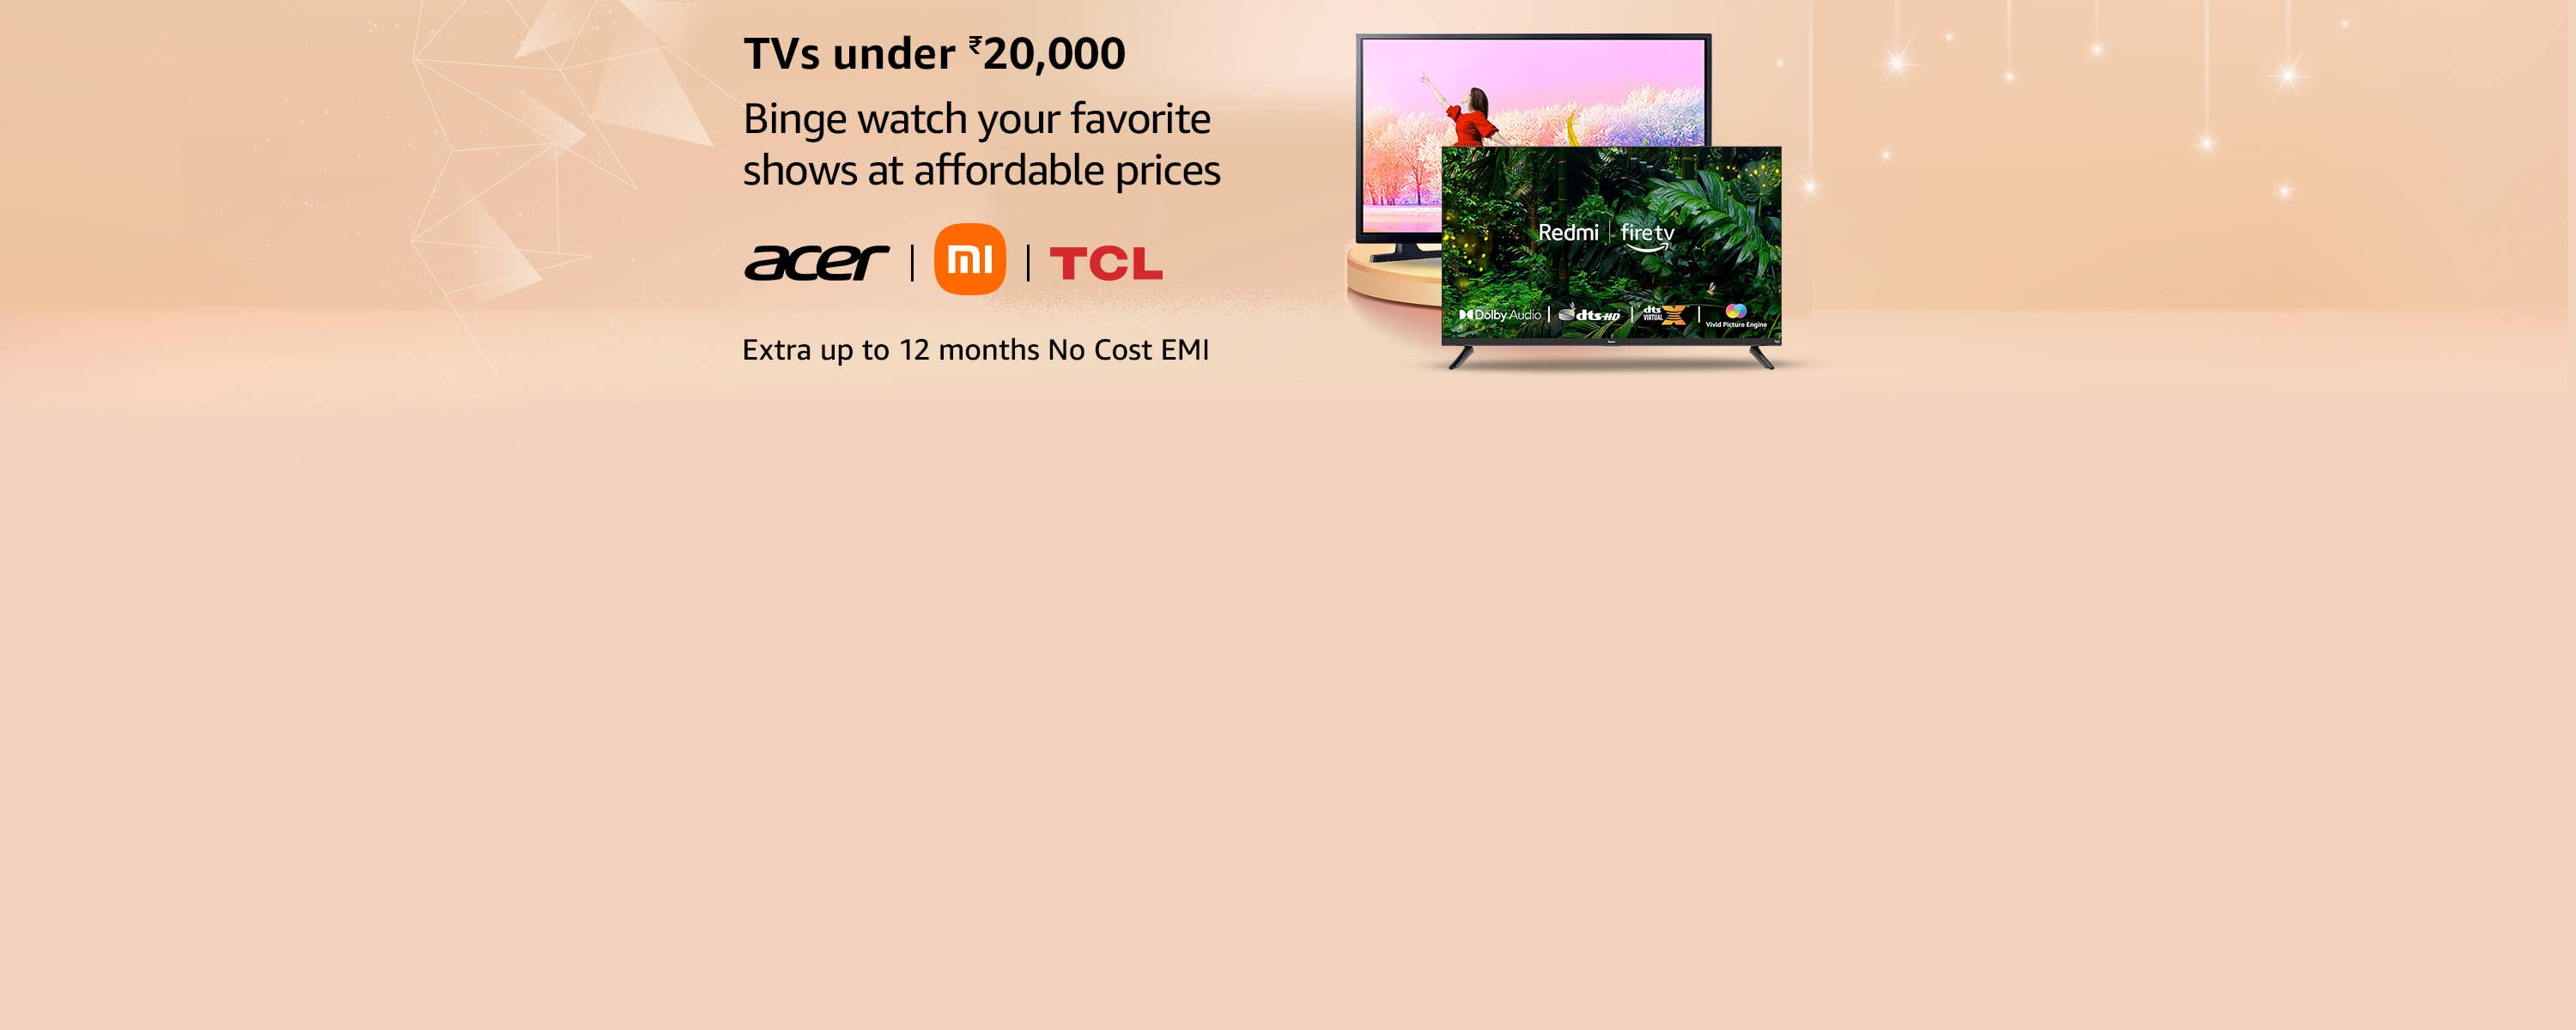 TVs under ₹20,000
Binge watch your favorite
shows at affordable prices
acer | mi | TCL
Extra up to 12 months No Cost EMI
Redmi | fire tv
Dolby Audio | dts-HD | dts VIRTUAL X | Vivid Picture Engine